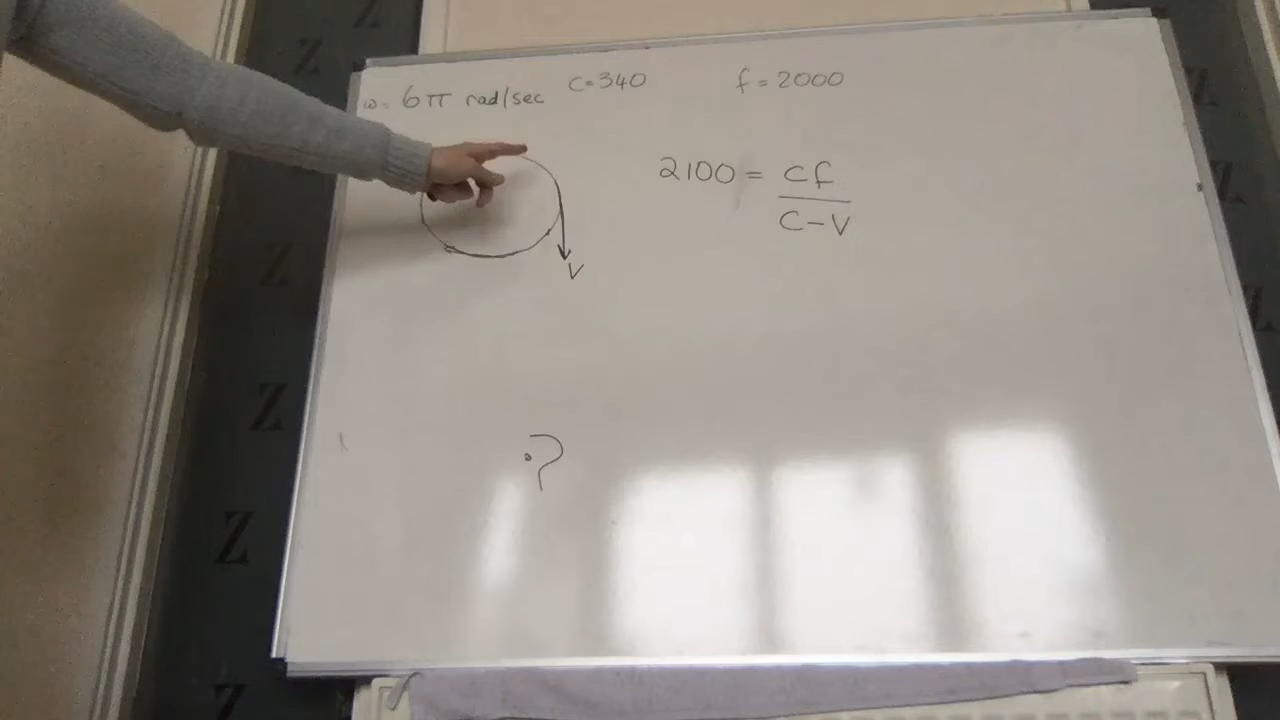 ω = 6π rad/sec c=340 f = 2000
2100 = cf
c-v
v
?
Z
Z
Z
Z
Z
Z
Z
Z
Z